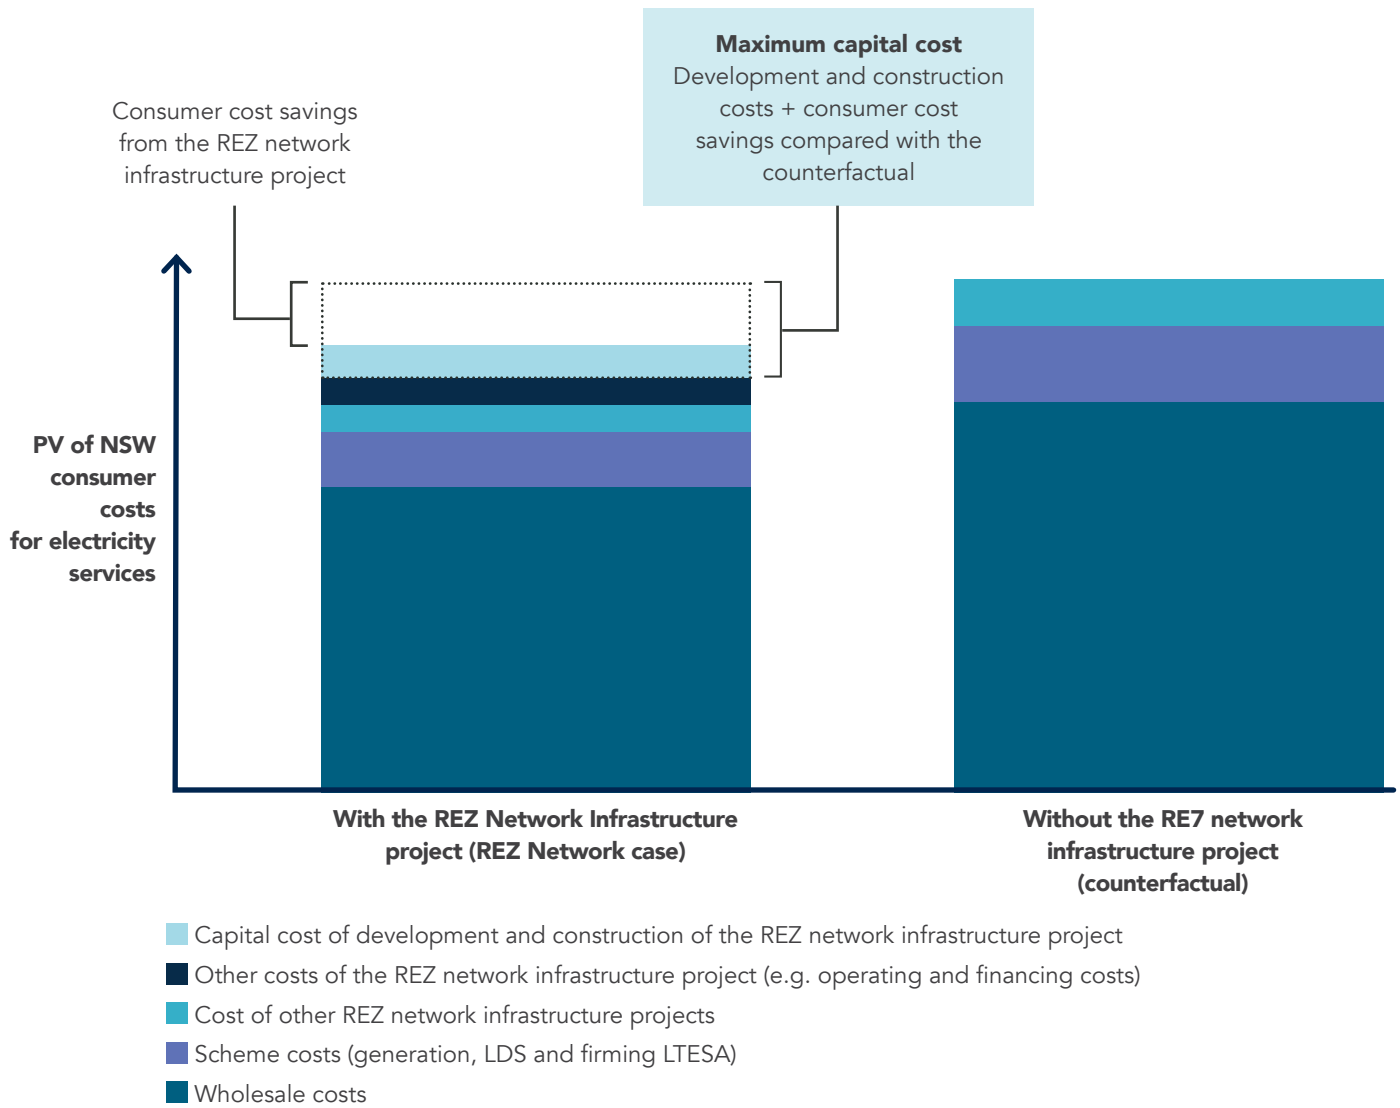 Maximum capital cost
Development and construction
costs + consumer cost
savings compared with the
counterfactual
Consumer cost savings
from the REZ network
infrastructure project
PV of NSW
consumer
costs
for electricity
services
With the REZ Network Infrastructure
project (REZ Network case)
Without the RE7 network
infrastructure project
(counterfactual)
Capital cost of development and construction of the REZ network infrastructure project
Other costs of the REZ network infrastructure project (e.g. operating and financing costs)
Cost of other REZ network infrastructure projects
Scheme costs (generation, LDS and firming LTESA)
Wholesale costs